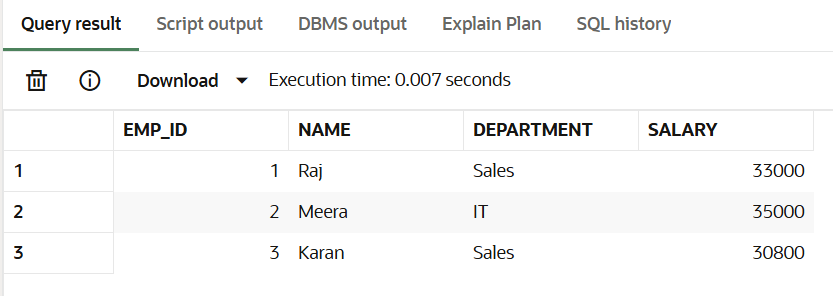 Query result Script output DBMS output Explain Plan SQL history
Download Execution time: 0.007 seconds
EMP_ID NAME DEPARTMENT SALARY
1 1 Raj Sales 33000
2 2 Meera IT 35000
3 3 Karan Sales 30800